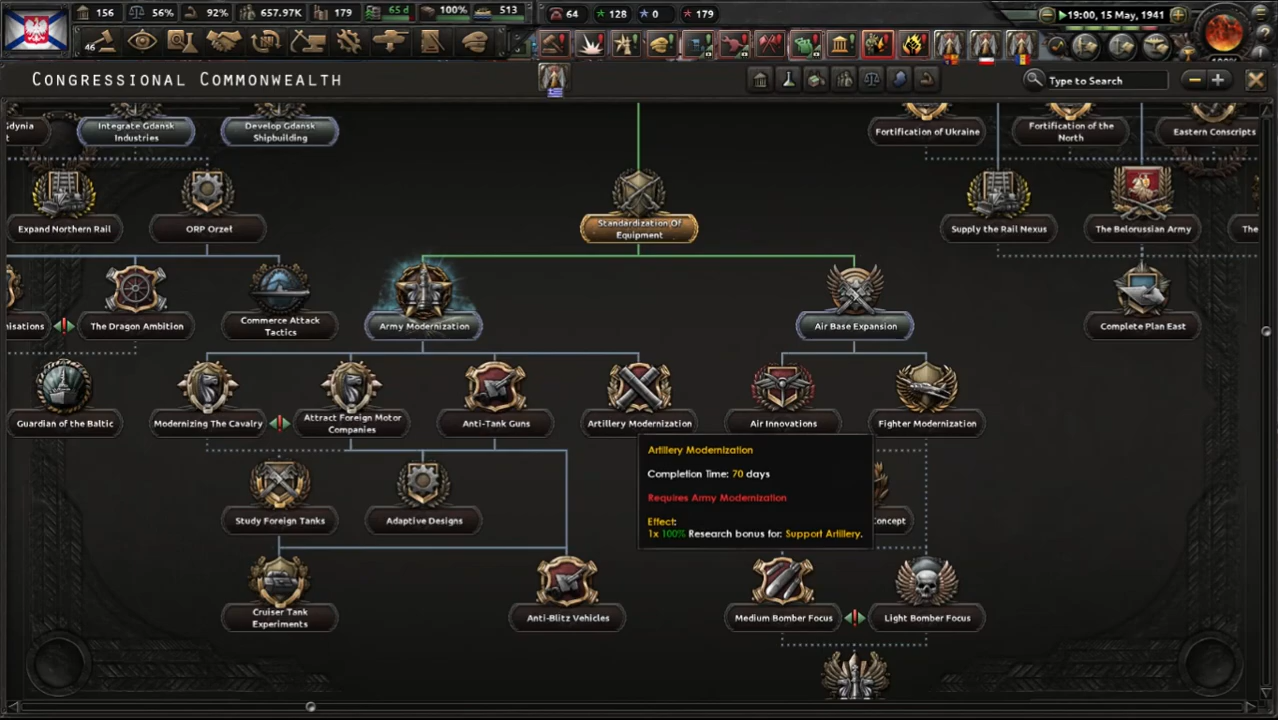 156 56% 92% 657.97K 179 65 d 100% 513 64 128 0 179 19:00, 15 May, 1941
46
CONGRESSIONAL COMMONWEALTH
Type to Search
Integrate Gdansk
Industries
Develop Gdansk
Shipbuilding
Fortification of Ukraine
Fortification of the
North
Eastern Conscripts
Expand Northern Rail
ORP Orzeł
Standardization Of
Equipment
Supply the Rail Nexus
The Belorussian Army
The
nisations
The Dragon Ambition
Commerce Attack
Tactics
Army Modernization
Air Base Expansion
Complete Plan East
Guardian of the Baltic
Modernizing The Cavalry
Attract Foreign Motor
Companies
Anti-Tank Guns
Artillery Modernization
Air Innovations
Fighter Modernization
Artillery Modernization
Completion Time: 70 days
Requires Army Modernization
Effect:
1x 100% Research bonus for: Support Artillery.
Study Foreign Tanks
Adaptive Designs
Concept
Cruiser Tank
Experiments
Anti-Blitz Vehicles
Medium Bomber Focus
Light Bomber Focus